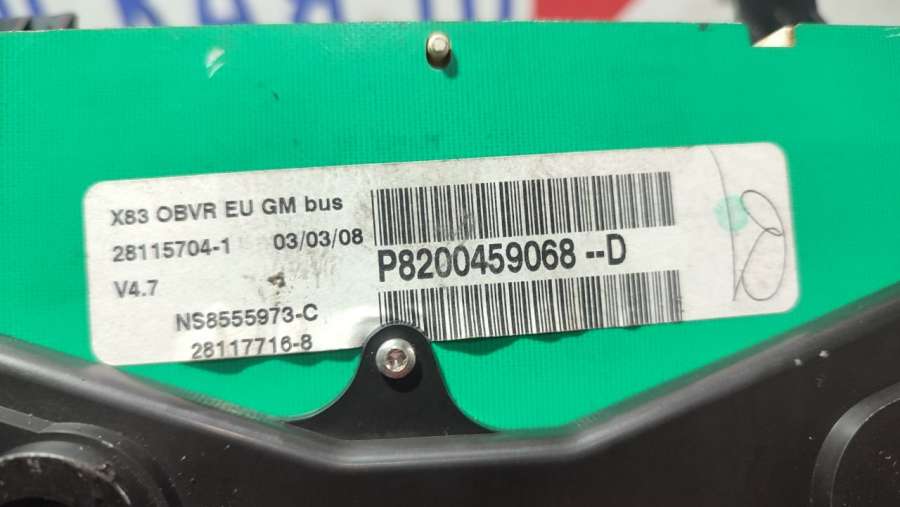 X83 OBVR EU GM bus
28115704-1 03/03/08
V4.7
NS8555973-C
28117716-8
P8200459068 --D